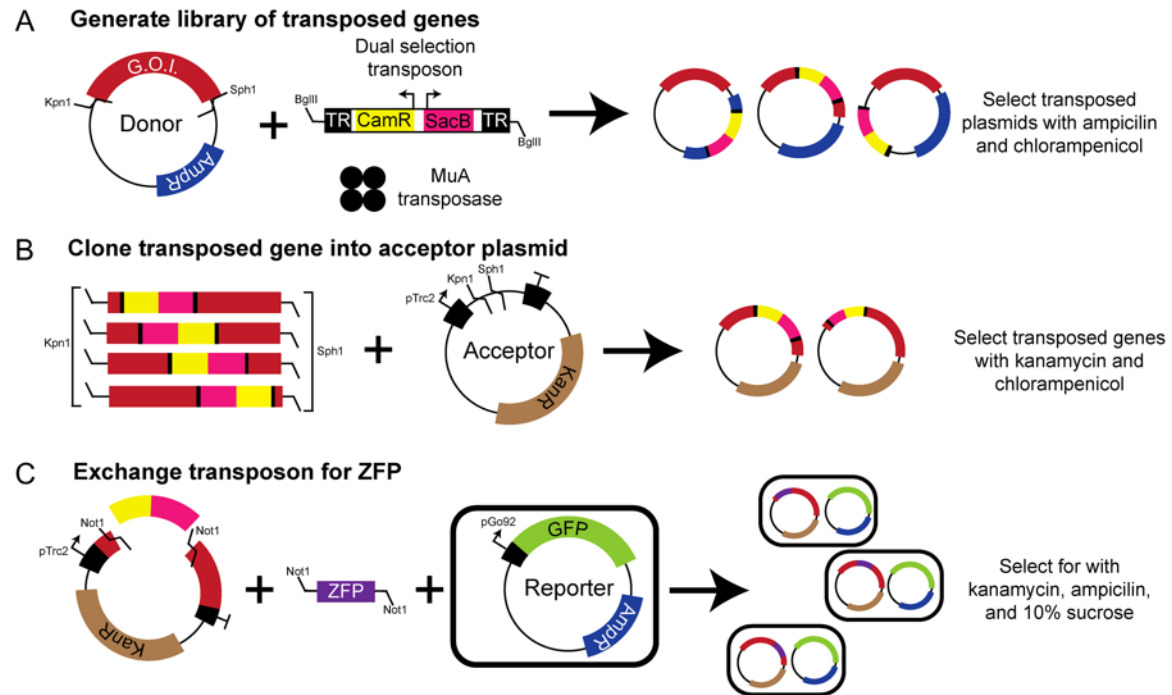 A Generate library of transposed genes
G.O.I.
Kpn1
Sph1
Donor
AmpR
+
Dual selection
transposon
BglII
TR CamR SacB TR
BglII
MuA
transposase
Select transposed
plasmids with ampicilin
and chlorampenicol
B Clone transposed gene into acceptor plasmid
Kpn1
Sph1
+
pTrc2
Kpn1
Sph1
Acceptor
KanR
Select transposed genes
with kanamycin and
chlorampenicol
C Exchange transposon for ZFP
pTrc2
Not1
Not1
KanR
+
Not1
ZFP
Not1
+
pGo92
GFP
Reporter
AmpR
Select for with
kanamycin, ampicilin,
and 10% sucrose